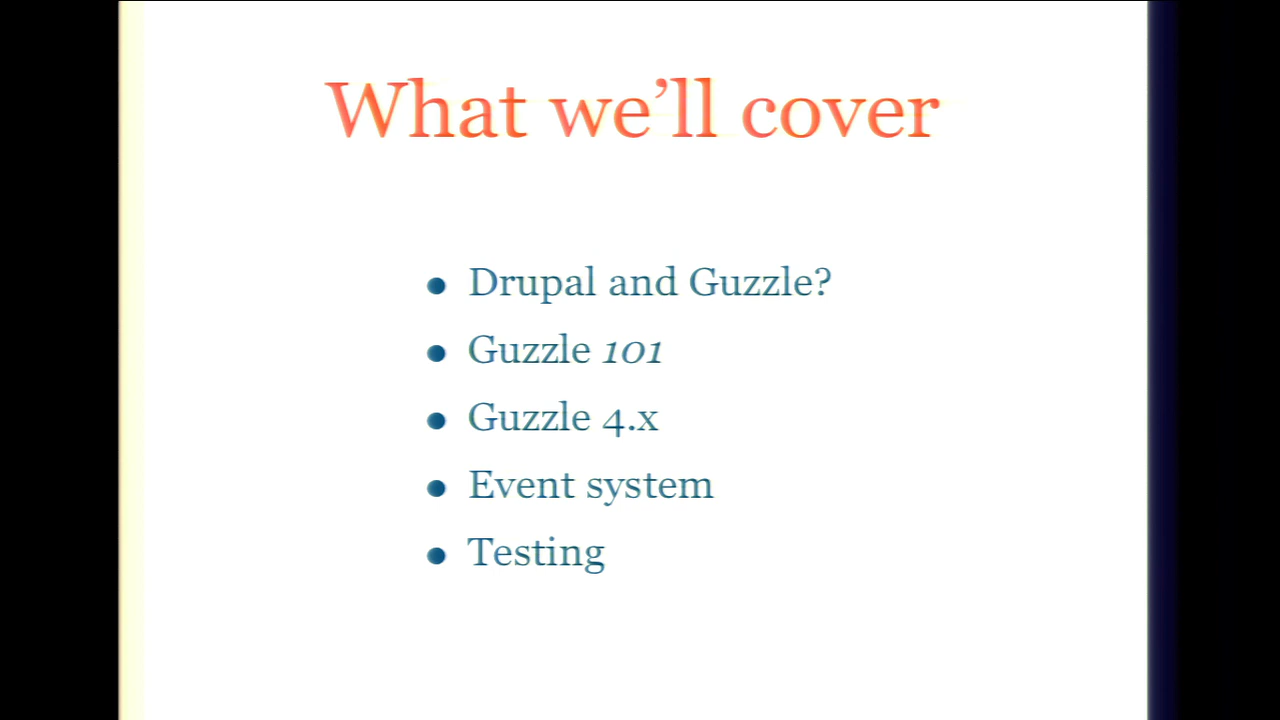 What we’ll cover
• Drupal and Guzzle?
• Guzzle 101
• Guzzle 4.x
• Event system
• Testing